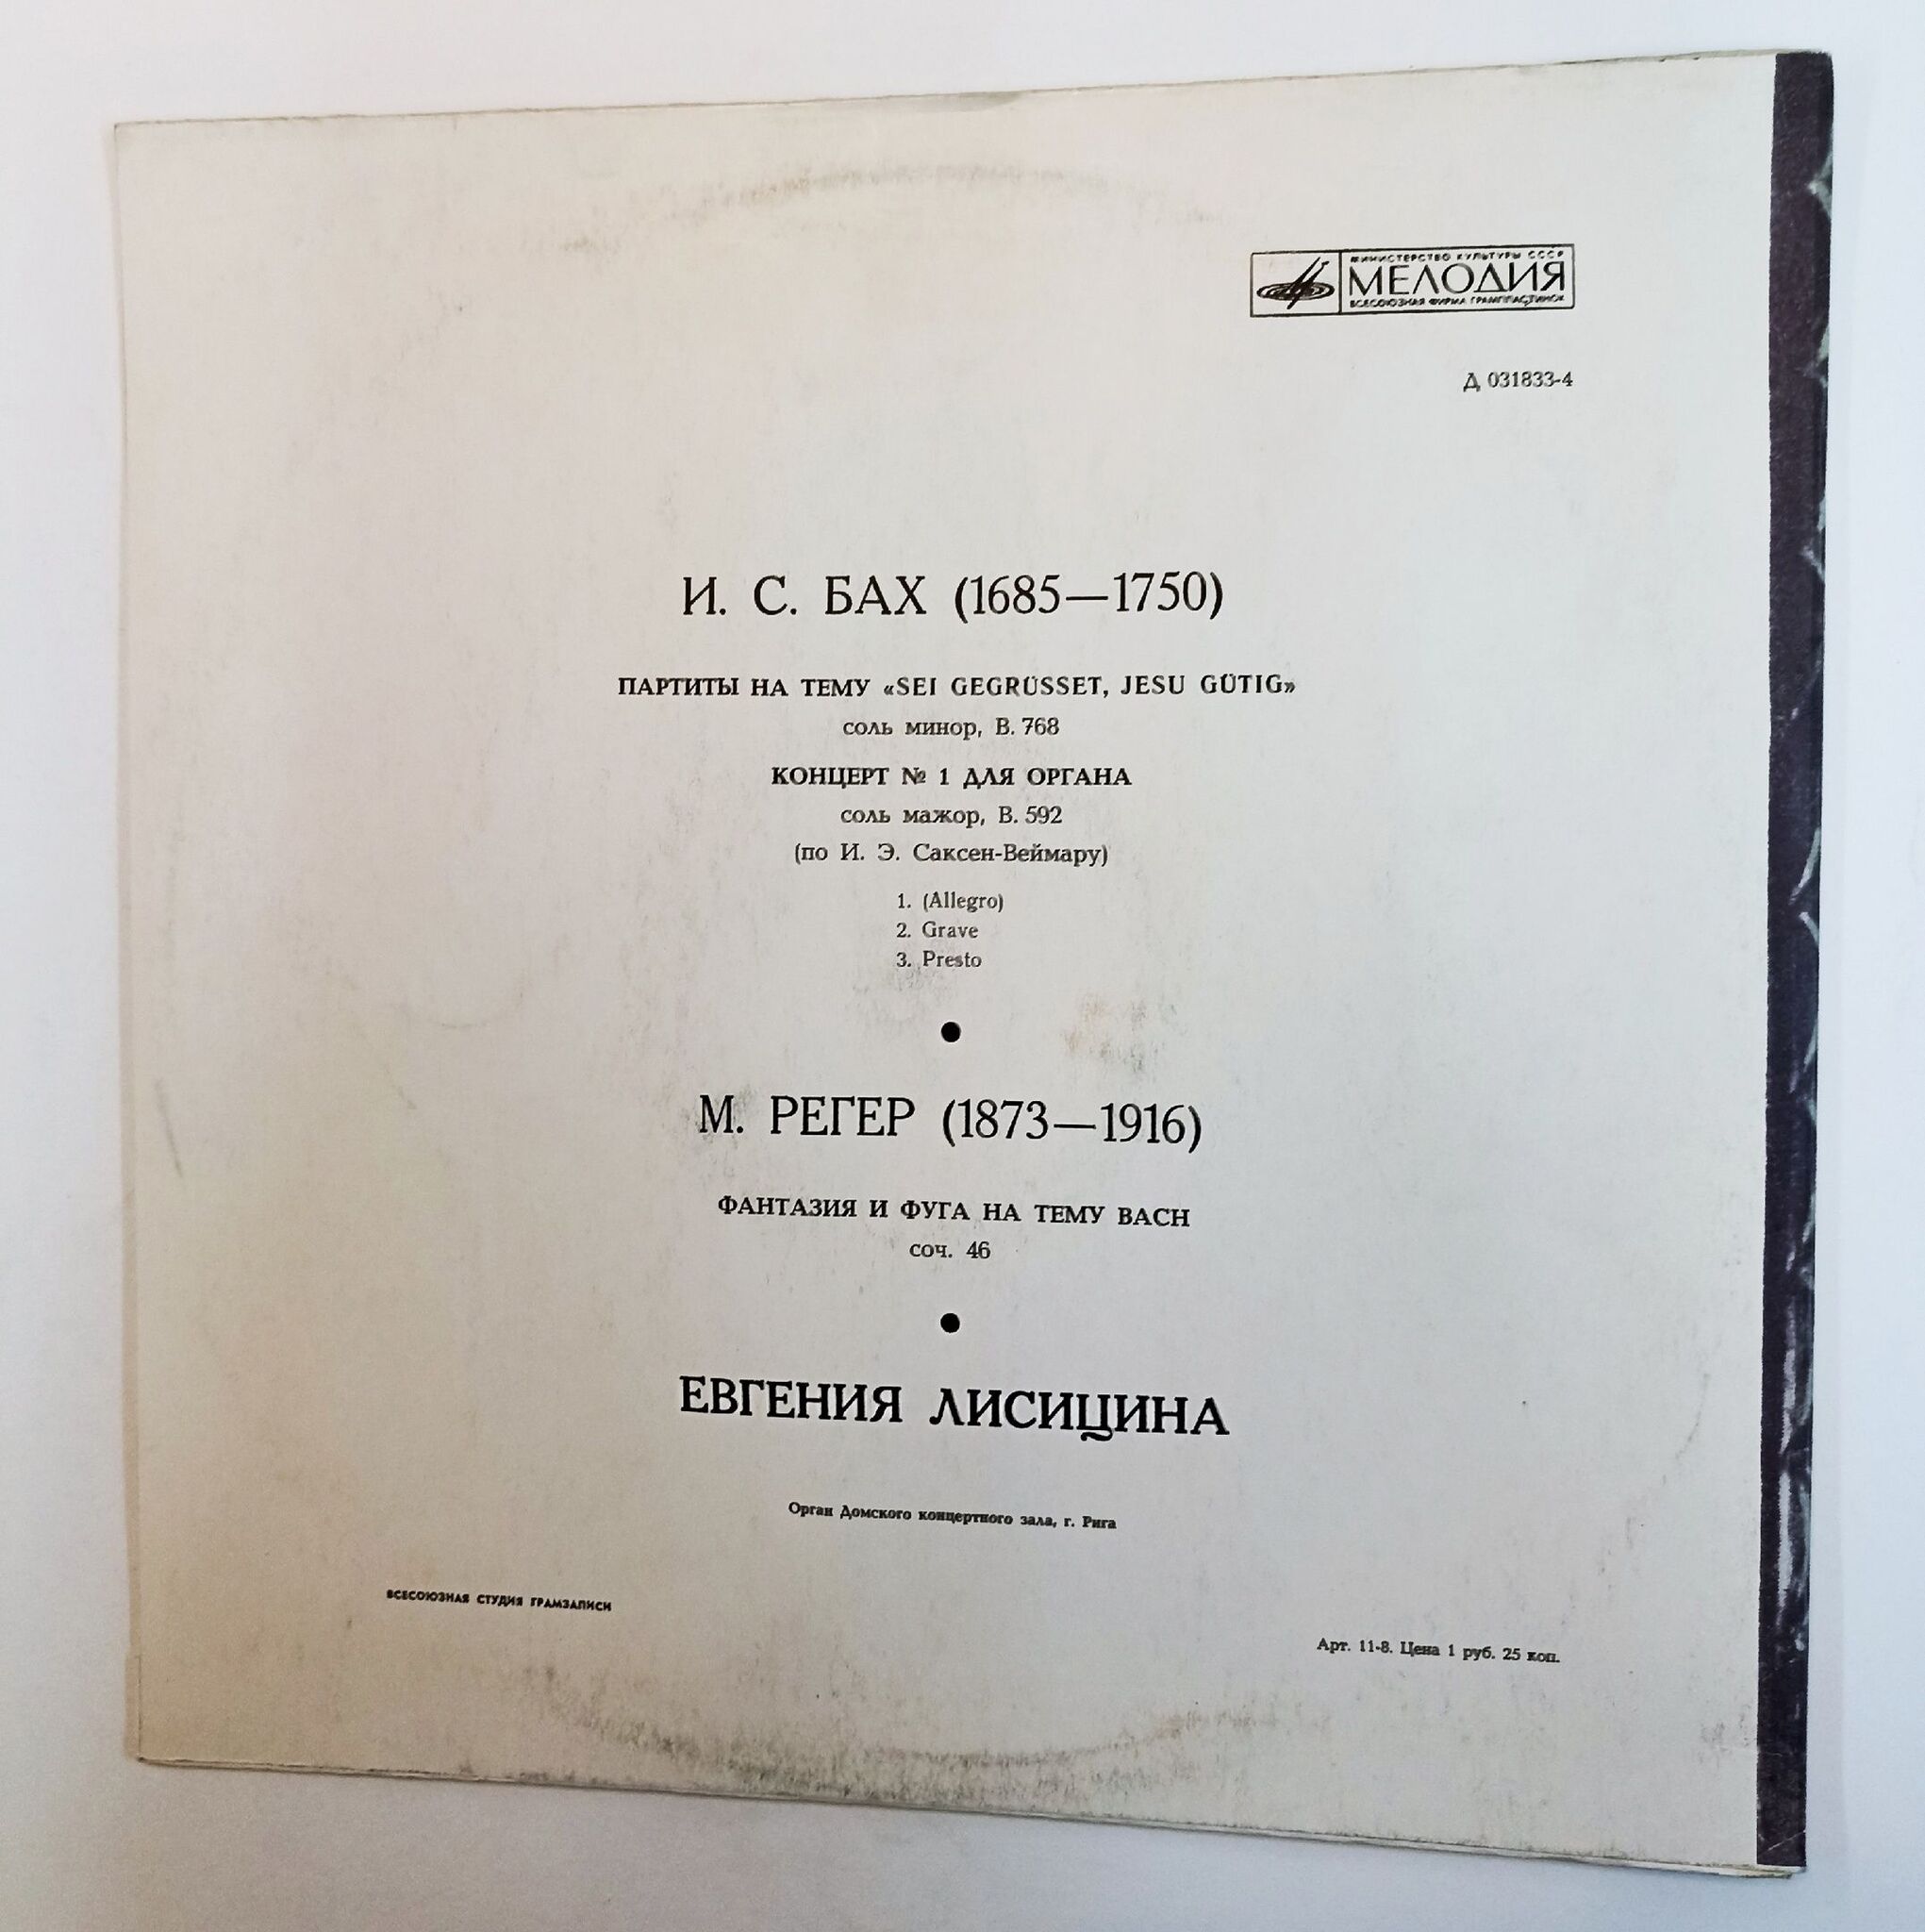 МИНИСТЕРСТВО КУЛЬТУРЫ СССР
МЕЛОДИЯ
ВСЕСОЮЗНАЯ ФИРМА ГРАМПЛАСТИНОК
Д 031833-4
И. С. БАХ (1685—1750)
ПАРТИТЫ НА ТЕМУ «SEI GEGRÜSSET, JESU GÜTIG»
соль минор, В. 768
КОНЦЕРТ № 1 ДЛЯ ОРГАНА
соль мажор, В. 592
(по И. Э. Саксен-Веймару)
1. (Allegro)
2. Grave
3. Presto
М. РЕГЕР (1873—1916)
ФАНТАЗИЯ И ФУГА НА ТЕМУ BACH
соч. 46
ЕВГЕНИЯ ЛИСИЦИНА
Орган Домского концертного зала, г. Рига
ВСЕСОЮЗНАЯ СТУДИЯ ГРАМЗАПИСИ
Арт. 11-8. Цена 1 руб. 25 коп.